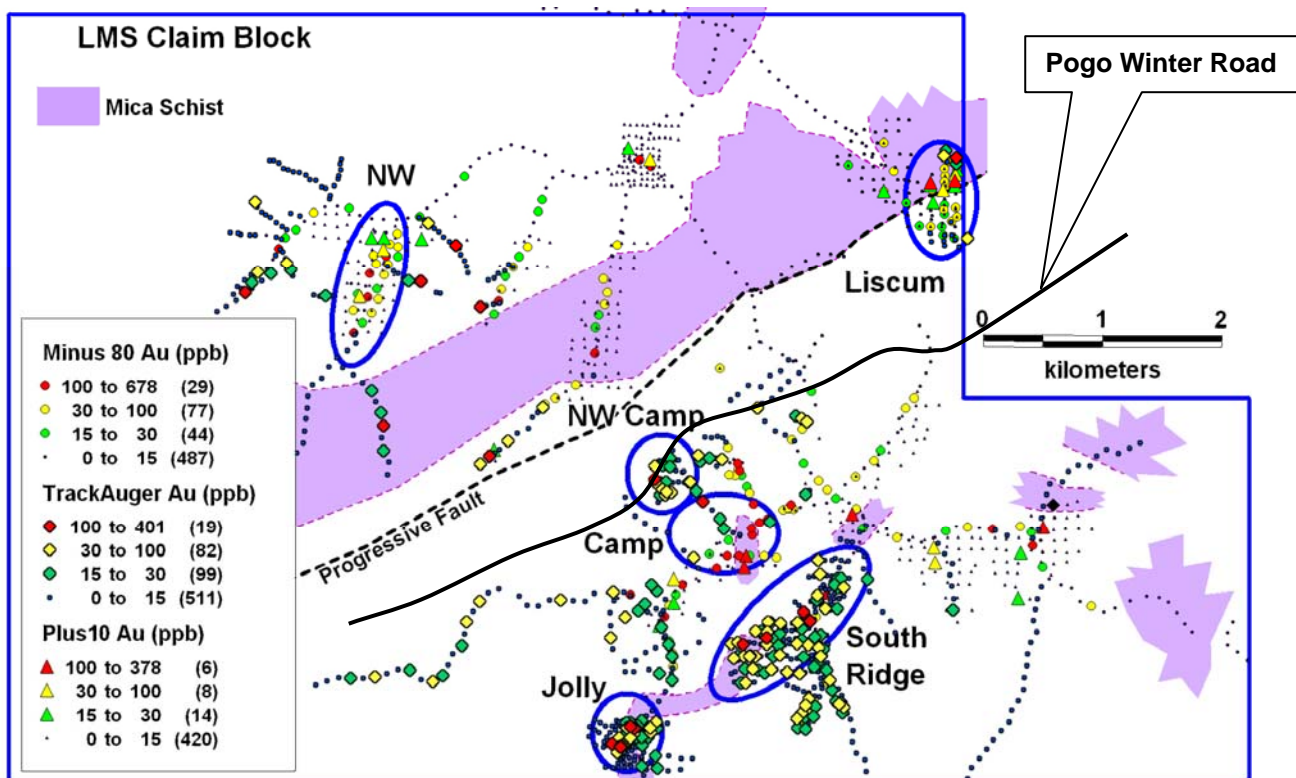 LMS Claim Block
Mica Schist
Pogo Winter Road
NW
Liscum
0 1 2
kilometers
Minus 80 Au (ppb)
100 to 678 (29)
30 to 100 (77)
15 to 30 (44)
0 to 15 (487)
TrackAuger Au (ppb)
100 to 401 (19)
30 to 100 (82)
15 to 30 (99)
0 to 15 (511)
Plus10 Au (ppb)
100 to 378 (6)
30 to 100 (8)
15 to 30 (14)
0 to 15 (420)
NW Camp
Progressive Fault
Camp
South
Ridge
Jolly